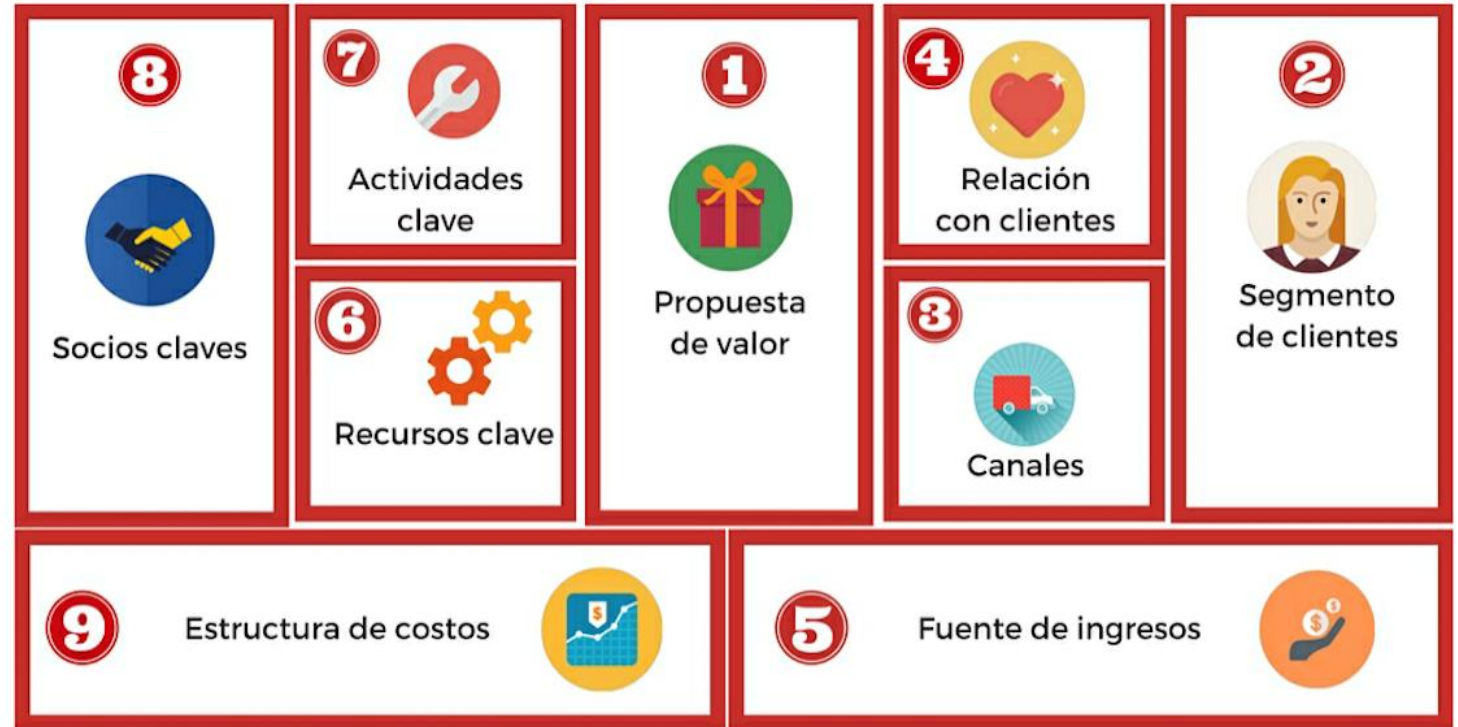 8
Socios claves
7
Actividades
clave
6
Recursos clave
1
Propuesta
de valor
4
Relación
con clientes
3
Canales
2
Segmento
de clientes
9
Estructura de costos
$
5
Fuente de ingresos
$
$